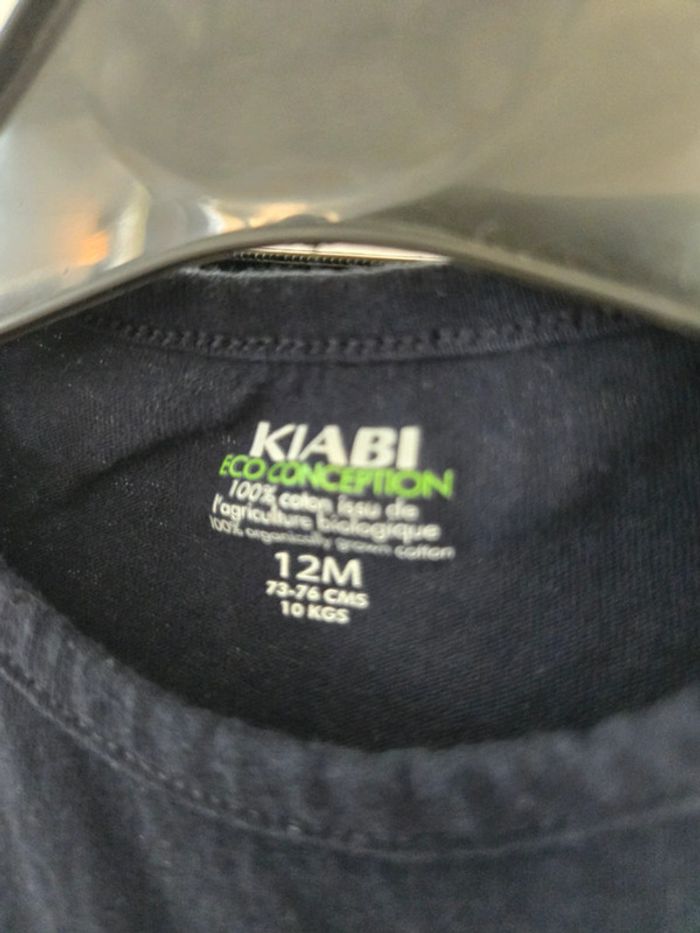 KIABI
ECO CONCEPTION
100% coton issu de
l'agriculture biologique
100% organically grown cotton
12M
73-76 CMS
10 KGS